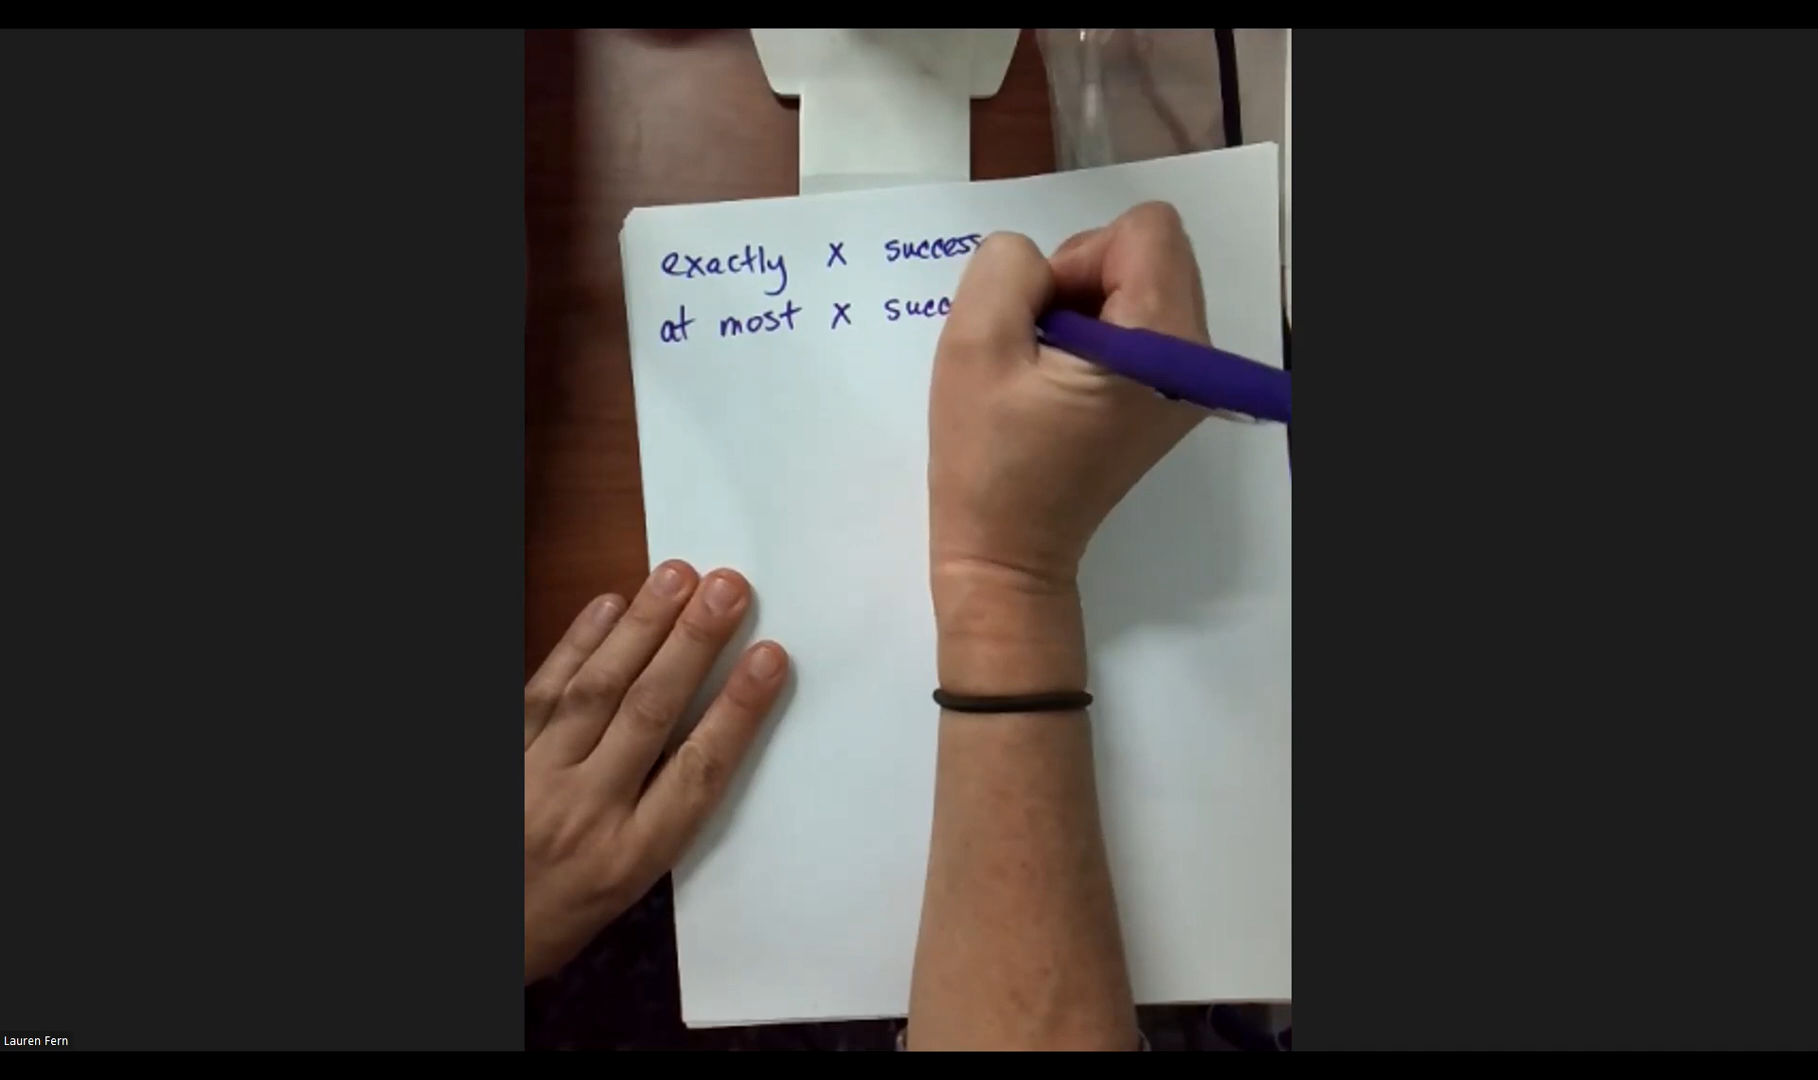 exactly x success
at most x succ
Lauren Fern